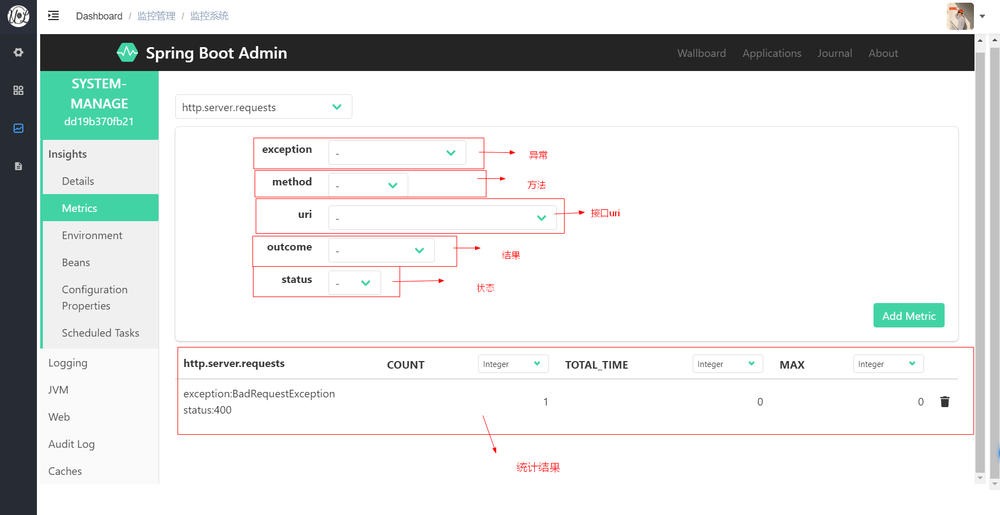 Dashboard / 监控管理 / 监控系统
Spring Boot Admin
Wallboard Applications Journal About
SYSTEM-
MANAGE
dd19b370fb21
Insights
Details
Metrics
Environment
Beans
Configuration
Properties
Scheduled Tasks
Logging
JVM
Web
Audit Log
Caches
http.server.requests
exception - 异常
method - 方法
uri - 接口uri
outcome - 结果
status - 状态
Add Metric
http.server.requests COUNT Integer TOTAL_TIME Integer MAX Integer
exception:BadRequestException
status:400
1 0 0
统计结果